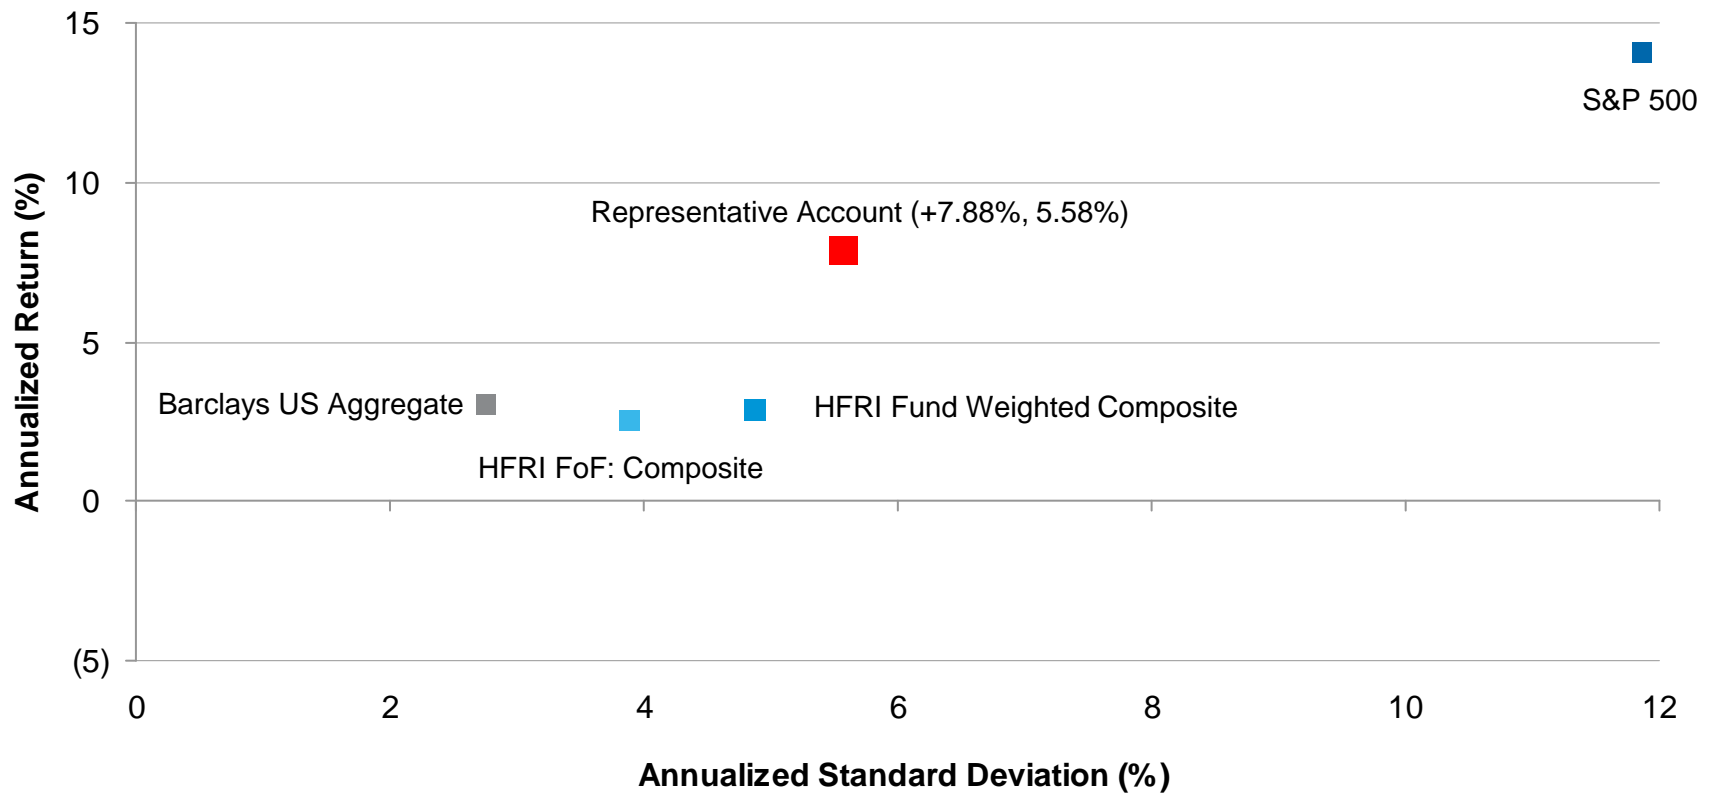 15
S&P 500
10
Representative Account (+7.88%, 5.58%)
Annualized Return (%)
5
Barclays US Aggregate
HFRI Fund Weighted Composite
HFRI FoF: Composite
0
(5)
0 2 4 6 8 10 12
Annualized Standard Deviation (%)